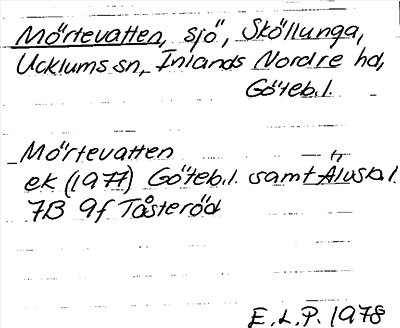 Mörtevatten, sjö, Sköllunga,
Ucklums sn, Inlands Nordre hd,
Göteb.l.
Mörtevatten
ek (1977) Göteb.l. samt Älvsb.l.
7B 9f Tåsteröd
E.L.P. 1978